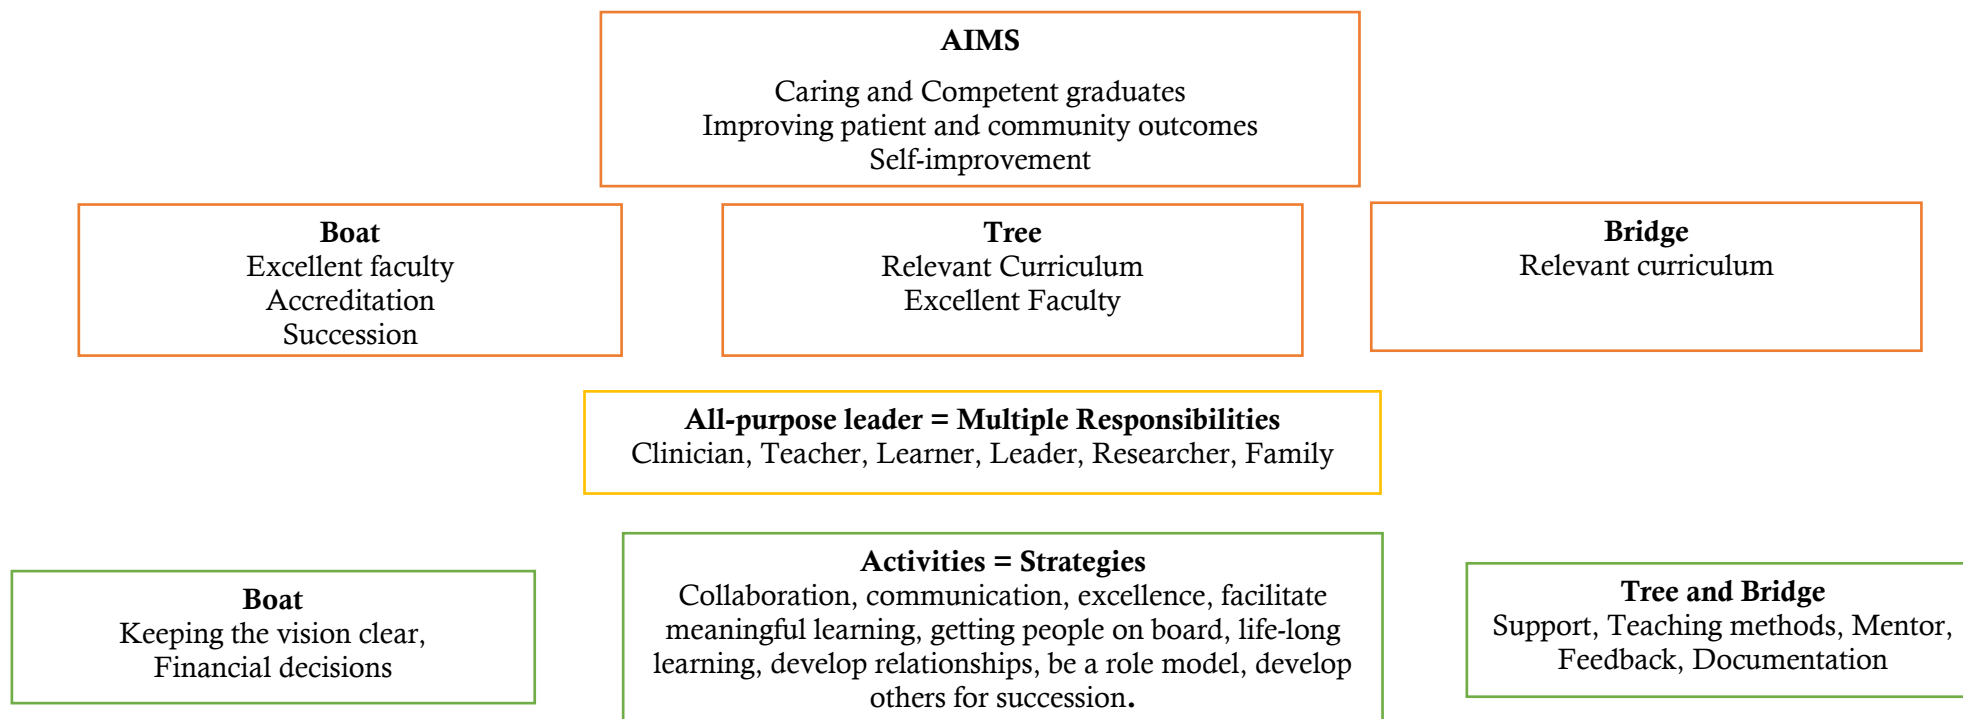 AIMS
Caring and Competent graduates
Improving patient and community outcomes
Self-improvement
Boat
Excellent faculty
Accreditation
Succession
Tree
Relevant Curriculum
Excellent Faculty
Bridge
Relevant curriculum
All-purpose leader = Multiple Responsibilities
Clinician, Teacher, Learner, Leader, Researcher, Family
Boat
Keeping the vision clear,
Financial decisions
Activities = Strategies
Collaboration, communication, excellence, facilitate
meaningful learning, getting people on board, life-long
learning, develop relationships, be a role model, develop
others for succession.
Tree and Bridge
Support, Teaching methods, Mentor,
Feedback, Documentation